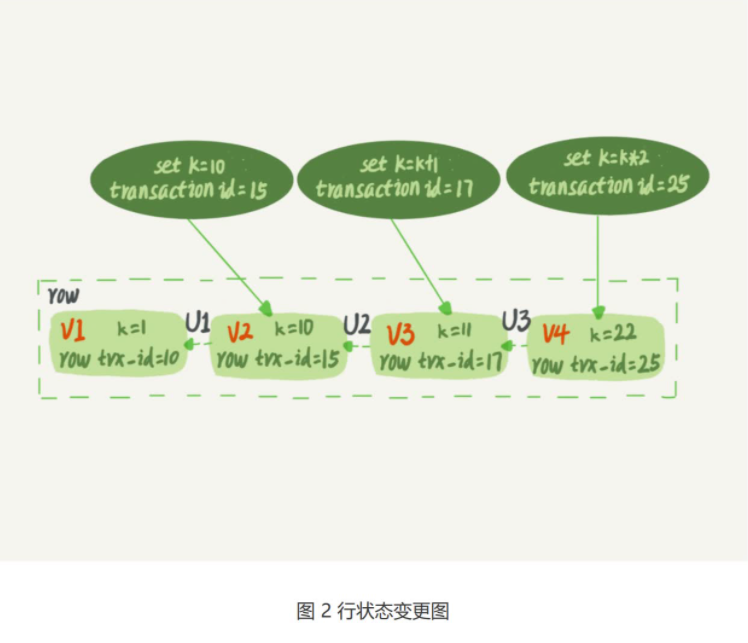 set k=10
transaction id=15
set k=k+1
transaction id=17
set k=k*2
transaction id=25
row
V1 k=1
row trx-id=10
U1
V2 k=10
row trx-id=15
U2
V3 k=11
row trx-id=17
U3
V4 k=22
row trx-id=25
图 2 行状态变更图